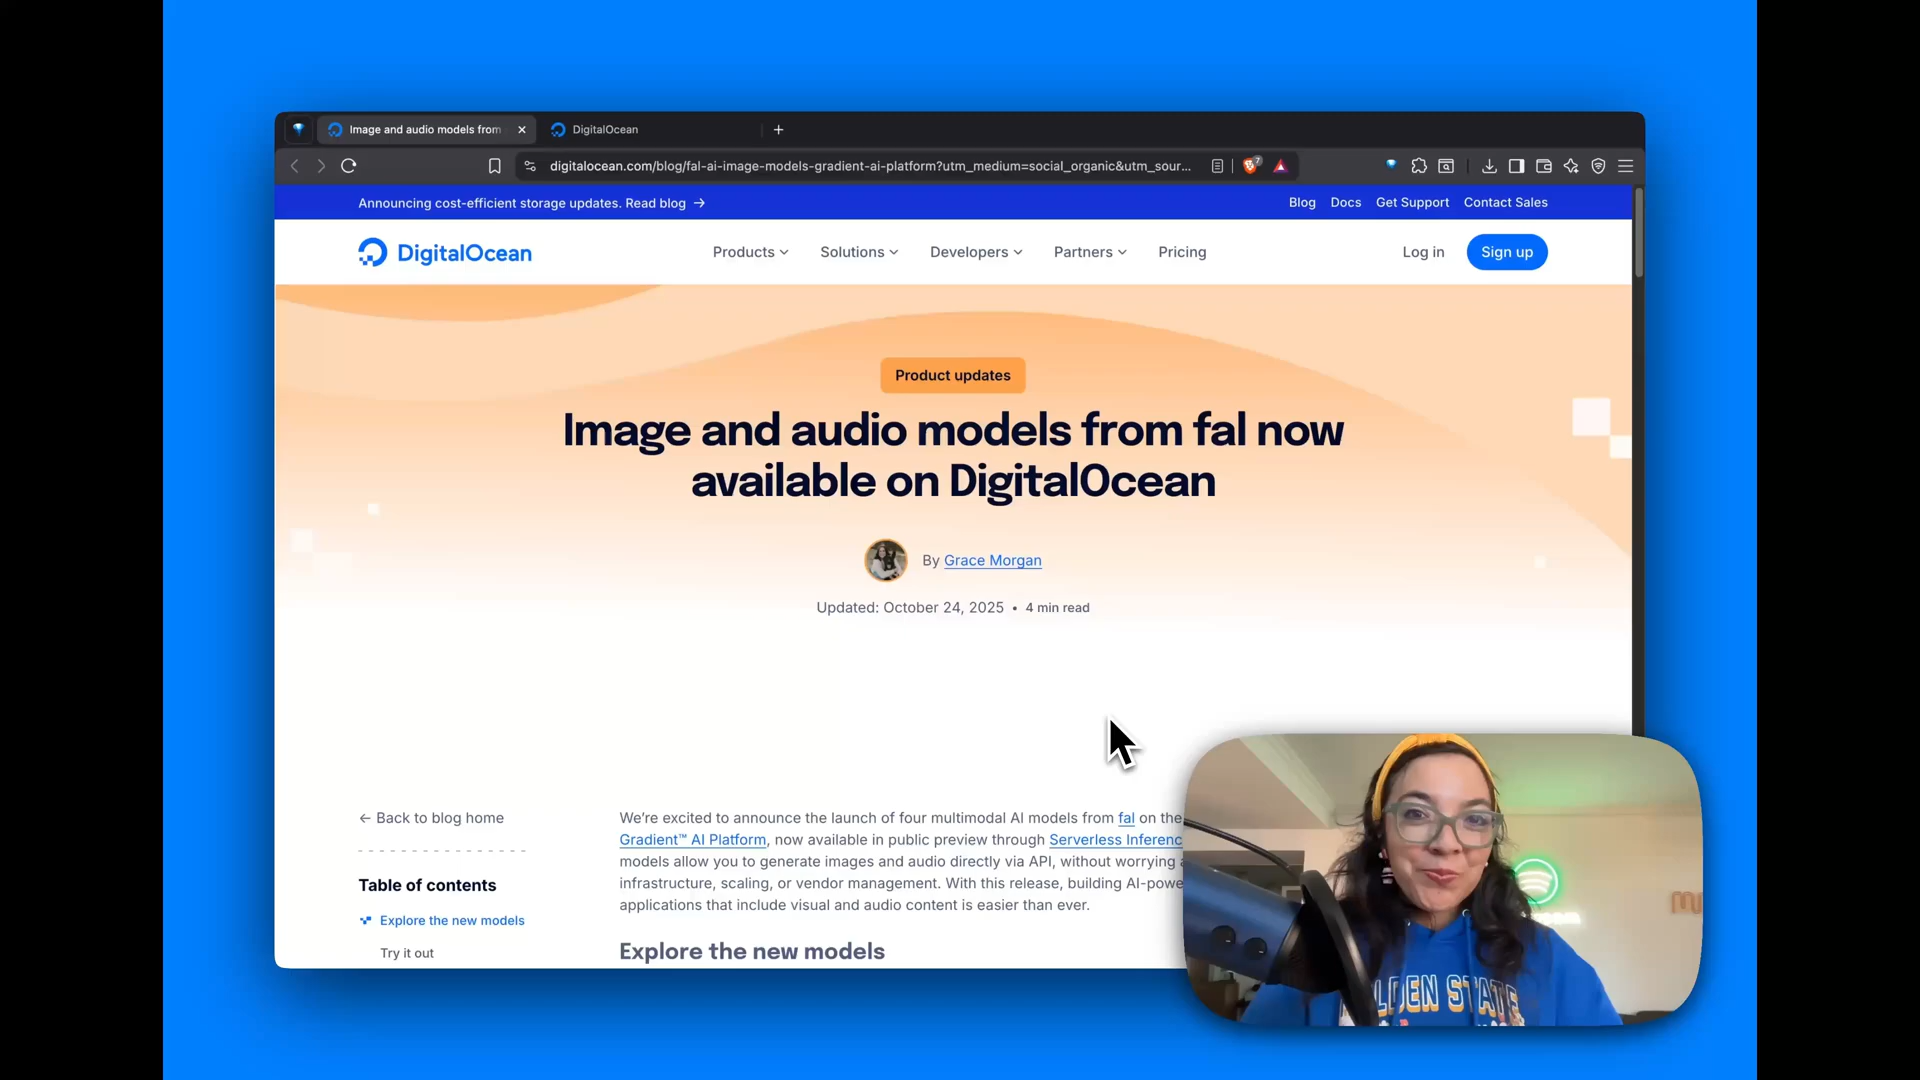 Image and audio models from
DigitalOcean
digitalocean.com/blog/fal-ai-image-models-gradient-ai-platform?utm_medium=social_organic&utm_sour...
7
Announcing cost-efficient storage updates. Read blog →
Blog Docs Get Support Contact Sales
DigitalOcean
Products Solutions Developers Partners Pricing
Log in Sign up
Product updates
Image and audio models from fal now
available on DigitalOcean
By Grace Morgan
Updated: October 24, 2025 • 4 min read
← Back to blog home
Table of contents
Explore the new models
Try it out
We’re excited to announce the launch of four multimodal AI models from fal on the
Gradient™ AI Platform, now available in public preview through Serverless Inferenc
models allow you to generate images and audio directly via API, without worrying
infrastructure, scaling, or vendor management. With this release, building AI-powe
applications that include visual and audio content is easier than ever.
Explore the new models
LDEN STATE